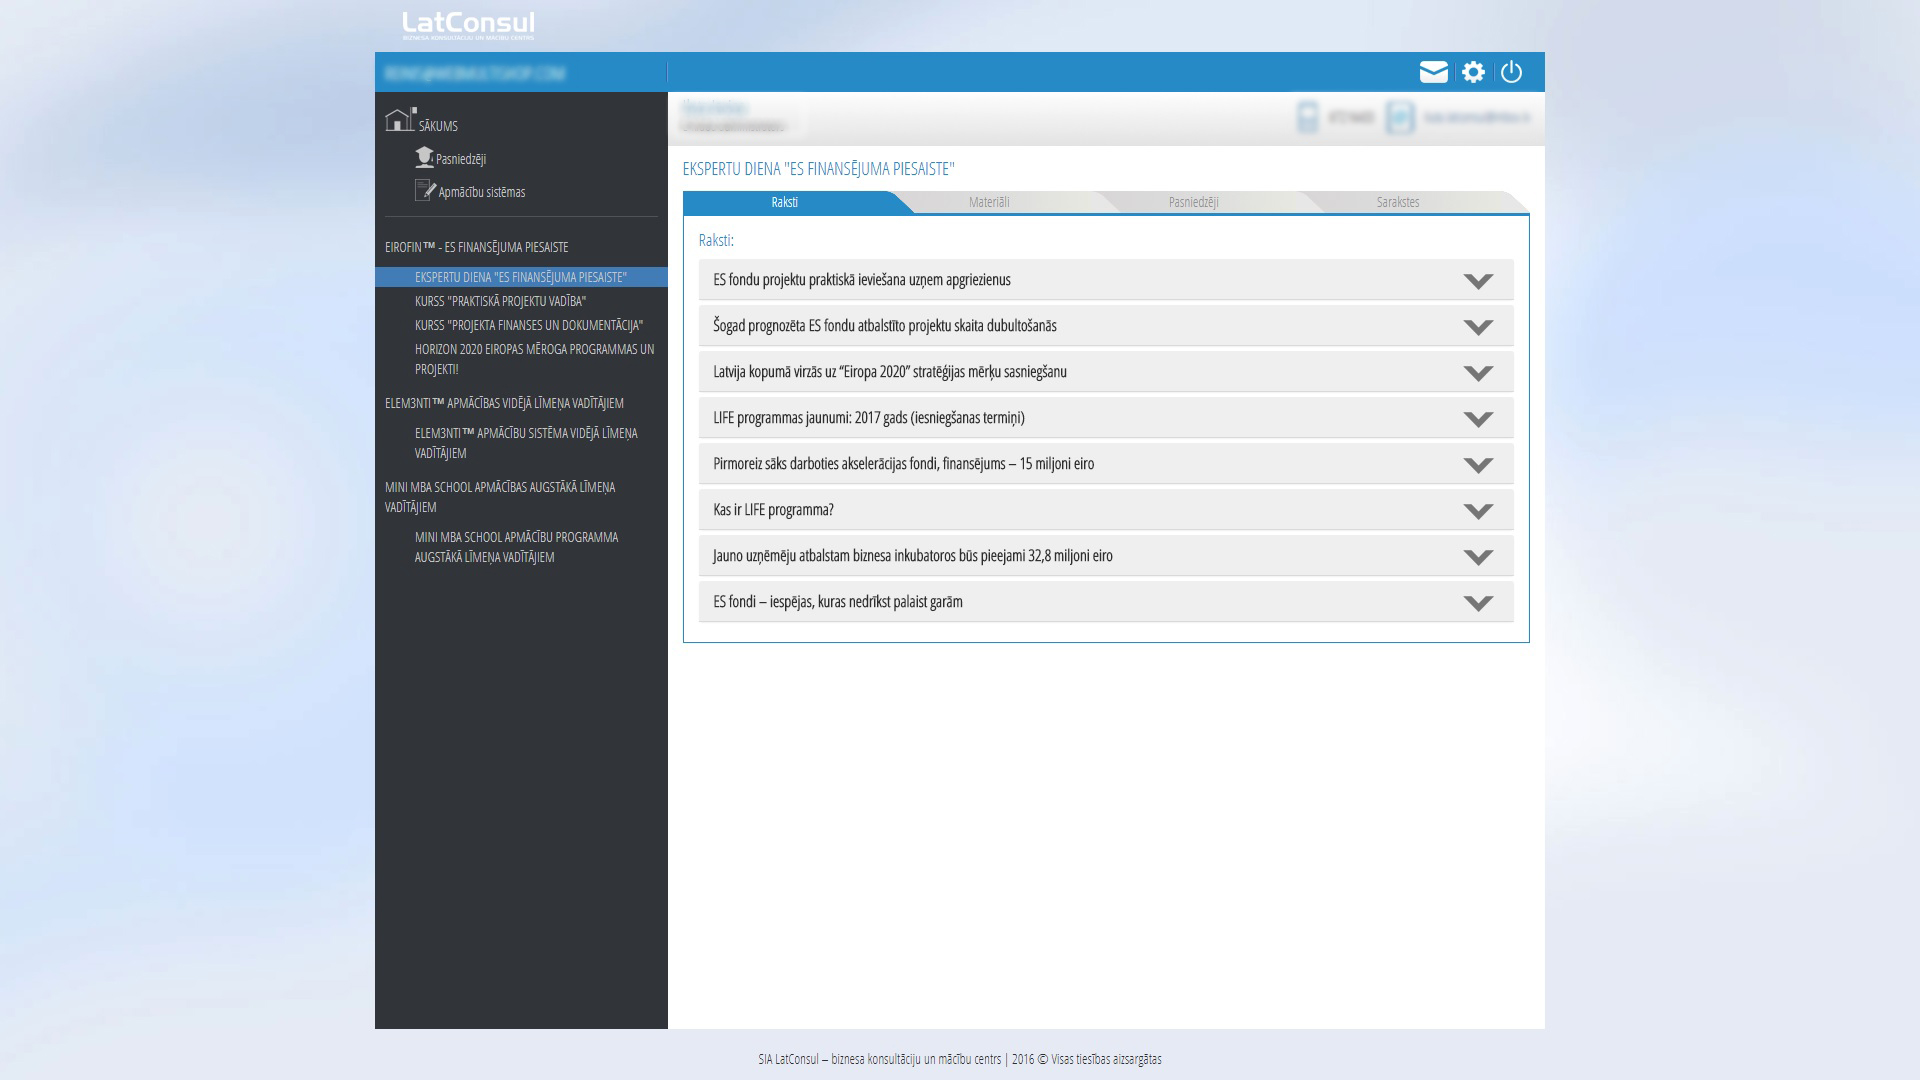 LatConsul
BIZNESA KONSULTĀCIJU UN MĀCĪBU CENTRS
SĀKUMS
Pasniedzēji
Apmācību sistēmas
EIROFIN™ - ES FINANSĒJUMA PIESAISTE
EKSPERTU DIENA "ES FINANSĒJUMA PIESAISTE"
KURSS "PRAKTISKĀ PROJEKTU VADĪBA"
KURSS "PROJEKTA FINANSES UN DOKUMENTĀCIJA"
HORIZON 2020 EIROPAS MĒROGA PROGRAMMAS UN
PROJEKTI!
ELEM3NTI™ APMĀCĪBAS VIDĒJĀ LĪMEŅA VADĪTĀJIEM
ELEM3NTI™ APMĀCĪBU SISTĒMA VIDĒJĀ LĪMEŅA
VADĪTĀJIEM
MINI MBA SCHOOL APMĀCĪBAS AUGSTĀKĀ LĪMEŅA
VADĪTĀJIEM
MINI MBA SCHOOL APMĀCĪBU PROGRAMMA
AUGSTĀKĀ LĪMEŅA VADĪTĀJIEM
EKSPERTU DIENA "ES FINANSĒJUMA PIESAISTE"
Raksti Materiāli Pasniedzēji Sarakstes
Raksti:
ES fondu projektu praktiskā ieviešana uzņem apgriezienus
Šogad prognozēta ES fondu atbalstīto projektu skaita dubultošanās
Latvija kopumā virzās uz “Eiropa 2020” stratēģijas mērķu sasniegšanu
LIFE programmas jaunumi: 2017 gads (iesniegšanas termiņi)
Pirmoreiz sāks darboties akselerācijas fondi, finansējums – 15 miljoni eiro
Kas ir LIFE programma?
Jauno uzņēmēju atbalstam biznesa inkubatoros būs pieejami 32,8 miljoni eiro
ES fondi – iespējas, kuras nedrīkst palaist garām
SIA LatConsul – biznesa konsultāciju un mācību centrs | 2016 © Visas tiesības aizsargātas